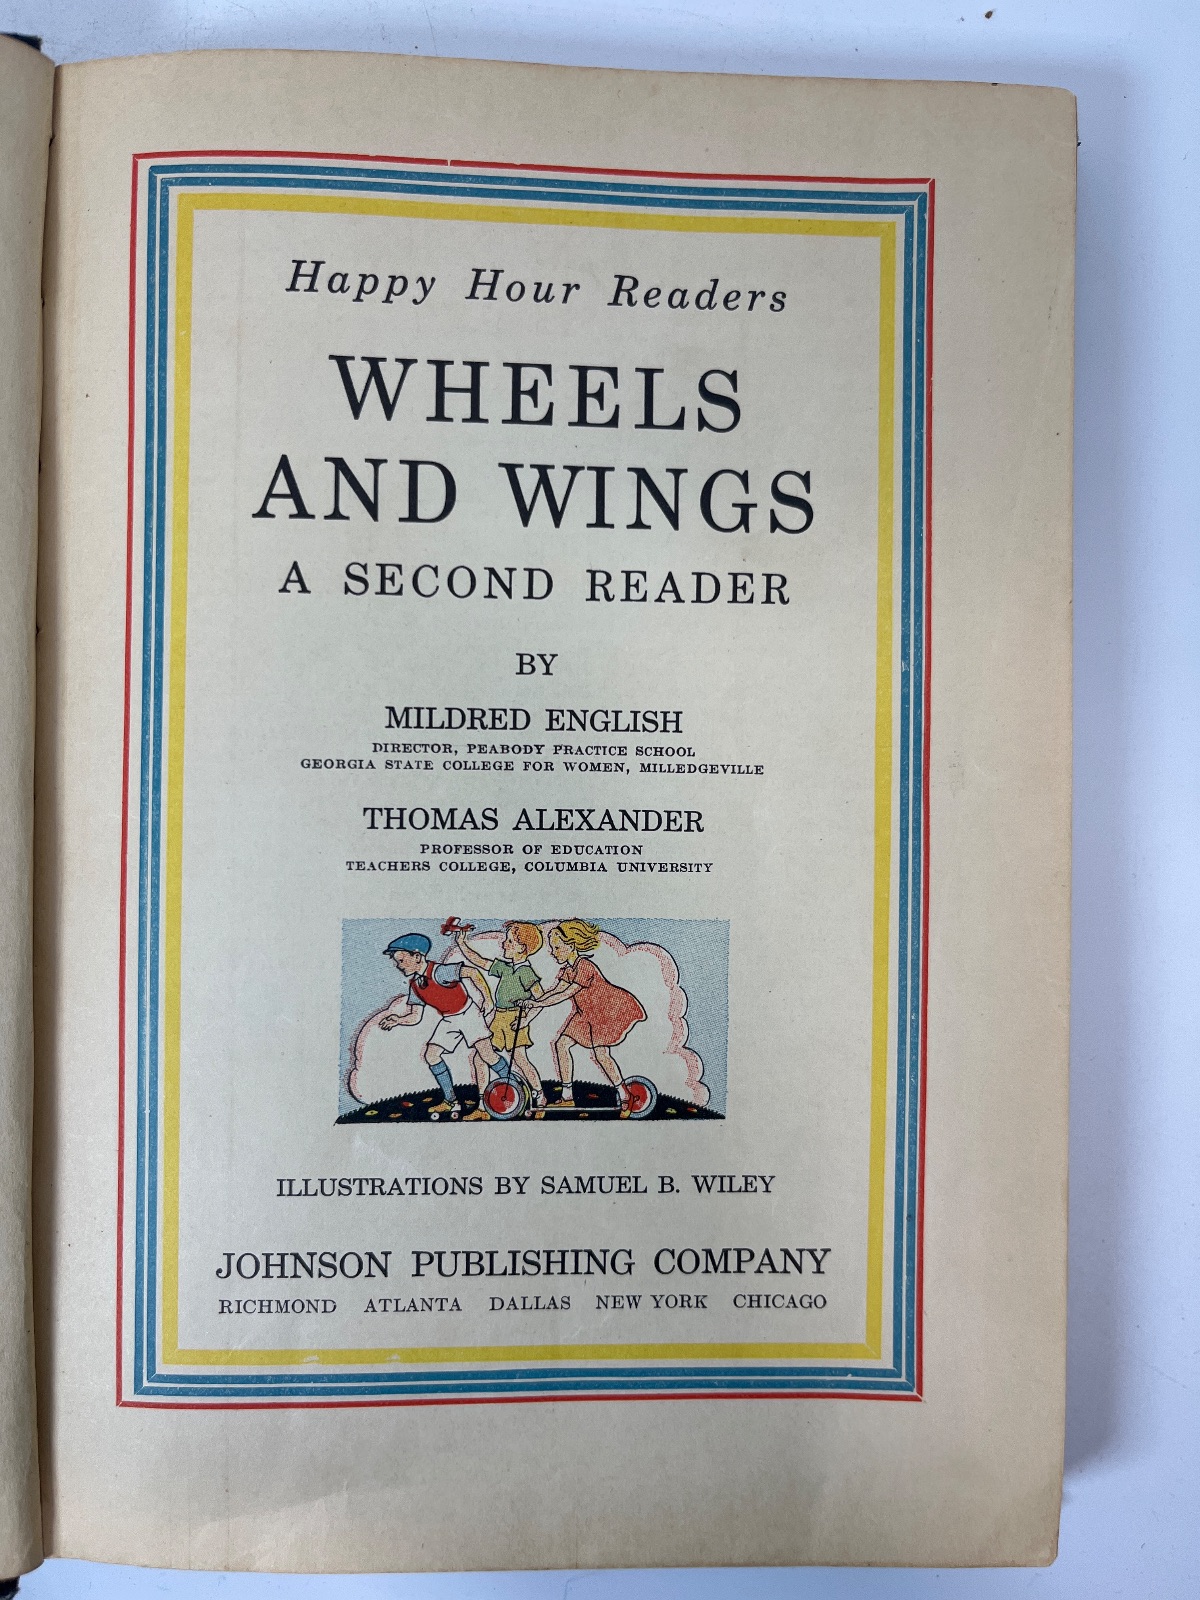 Happy Hour Readers
WHEELS
AND WINGS
A SECOND READER
BY
MILDRED ENGLISH
DIRECTOR, PEABODY PRACTICE SCHOOL
GEORGIA STATE COLLEGE FOR WOMEN, MILLEDGEVILLE
THOMAS ALEXANDER
PROFESSOR OF EDUCATION
TEACHERS COLLEGE, COLUMBIA UNIVERSITY
ILLUSTRATIONS BY SAMUEL B. WILEY
JOHNSON PUBLISHING COMPANY
RICHMOND ATLANTA DALLAS NEW YORK CHICAGO